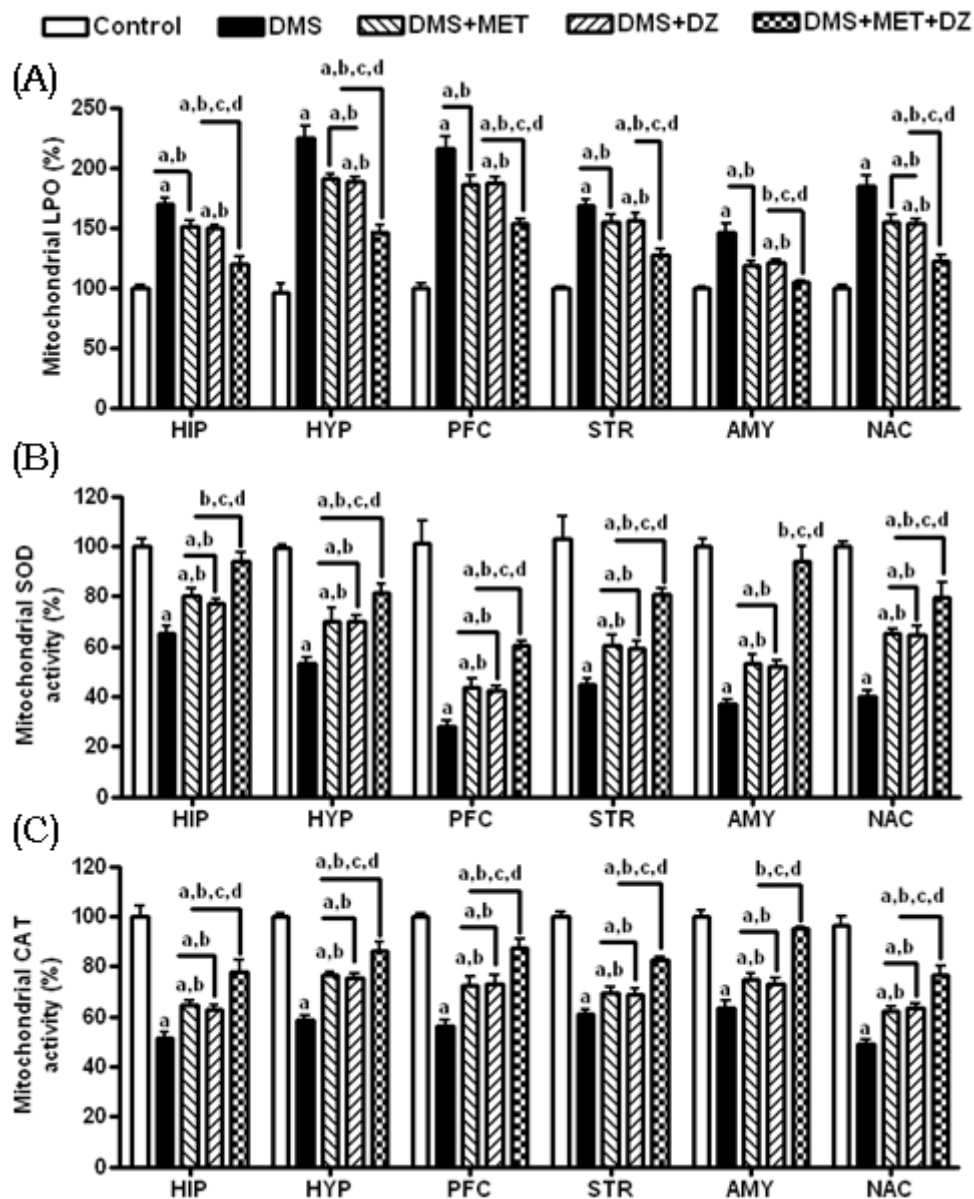 Control DMS DMS+MET DMS+DZ DMS+MET+DZ
(A)
Mitochondrial LPO (%)
250
200
150
100
50
0
a a,b a,b a,b,c,d
a a,b a,b a,b,c,d
a a,b a,b a,b,c,d
a a,b a,b a,b,c,d
a a,b a,b b,c,d
a a,b a,b a,b,c,d
HIP HYP PFC STR AMY NAC
(B)
Mitochondrial SOD
activity (%)
120
100
80
60
40
20
0
a a,b a,b b,c,d
a a,b a,b a,b,c,d
a a,b a,b a,b,c,d
a a,b a,b a,b,c,d
a a,b a,b b,c,d
a a,b a,b a,b,c,d
HIP HYP PFC STR AMY NAC
(C)
Mitochondrial CAT
activity (%)
120
100
80
60
40
20
0
a a,b a,b a,b,c,d
a a,b a,b a,b,c,d
a a,b a,b a,b,c,d
a a,b a,b a,b,c,d
a a,b a,b b,c,d
a a,b a,b a,b,c,d
HIP HYP PFC STR AMY NAC